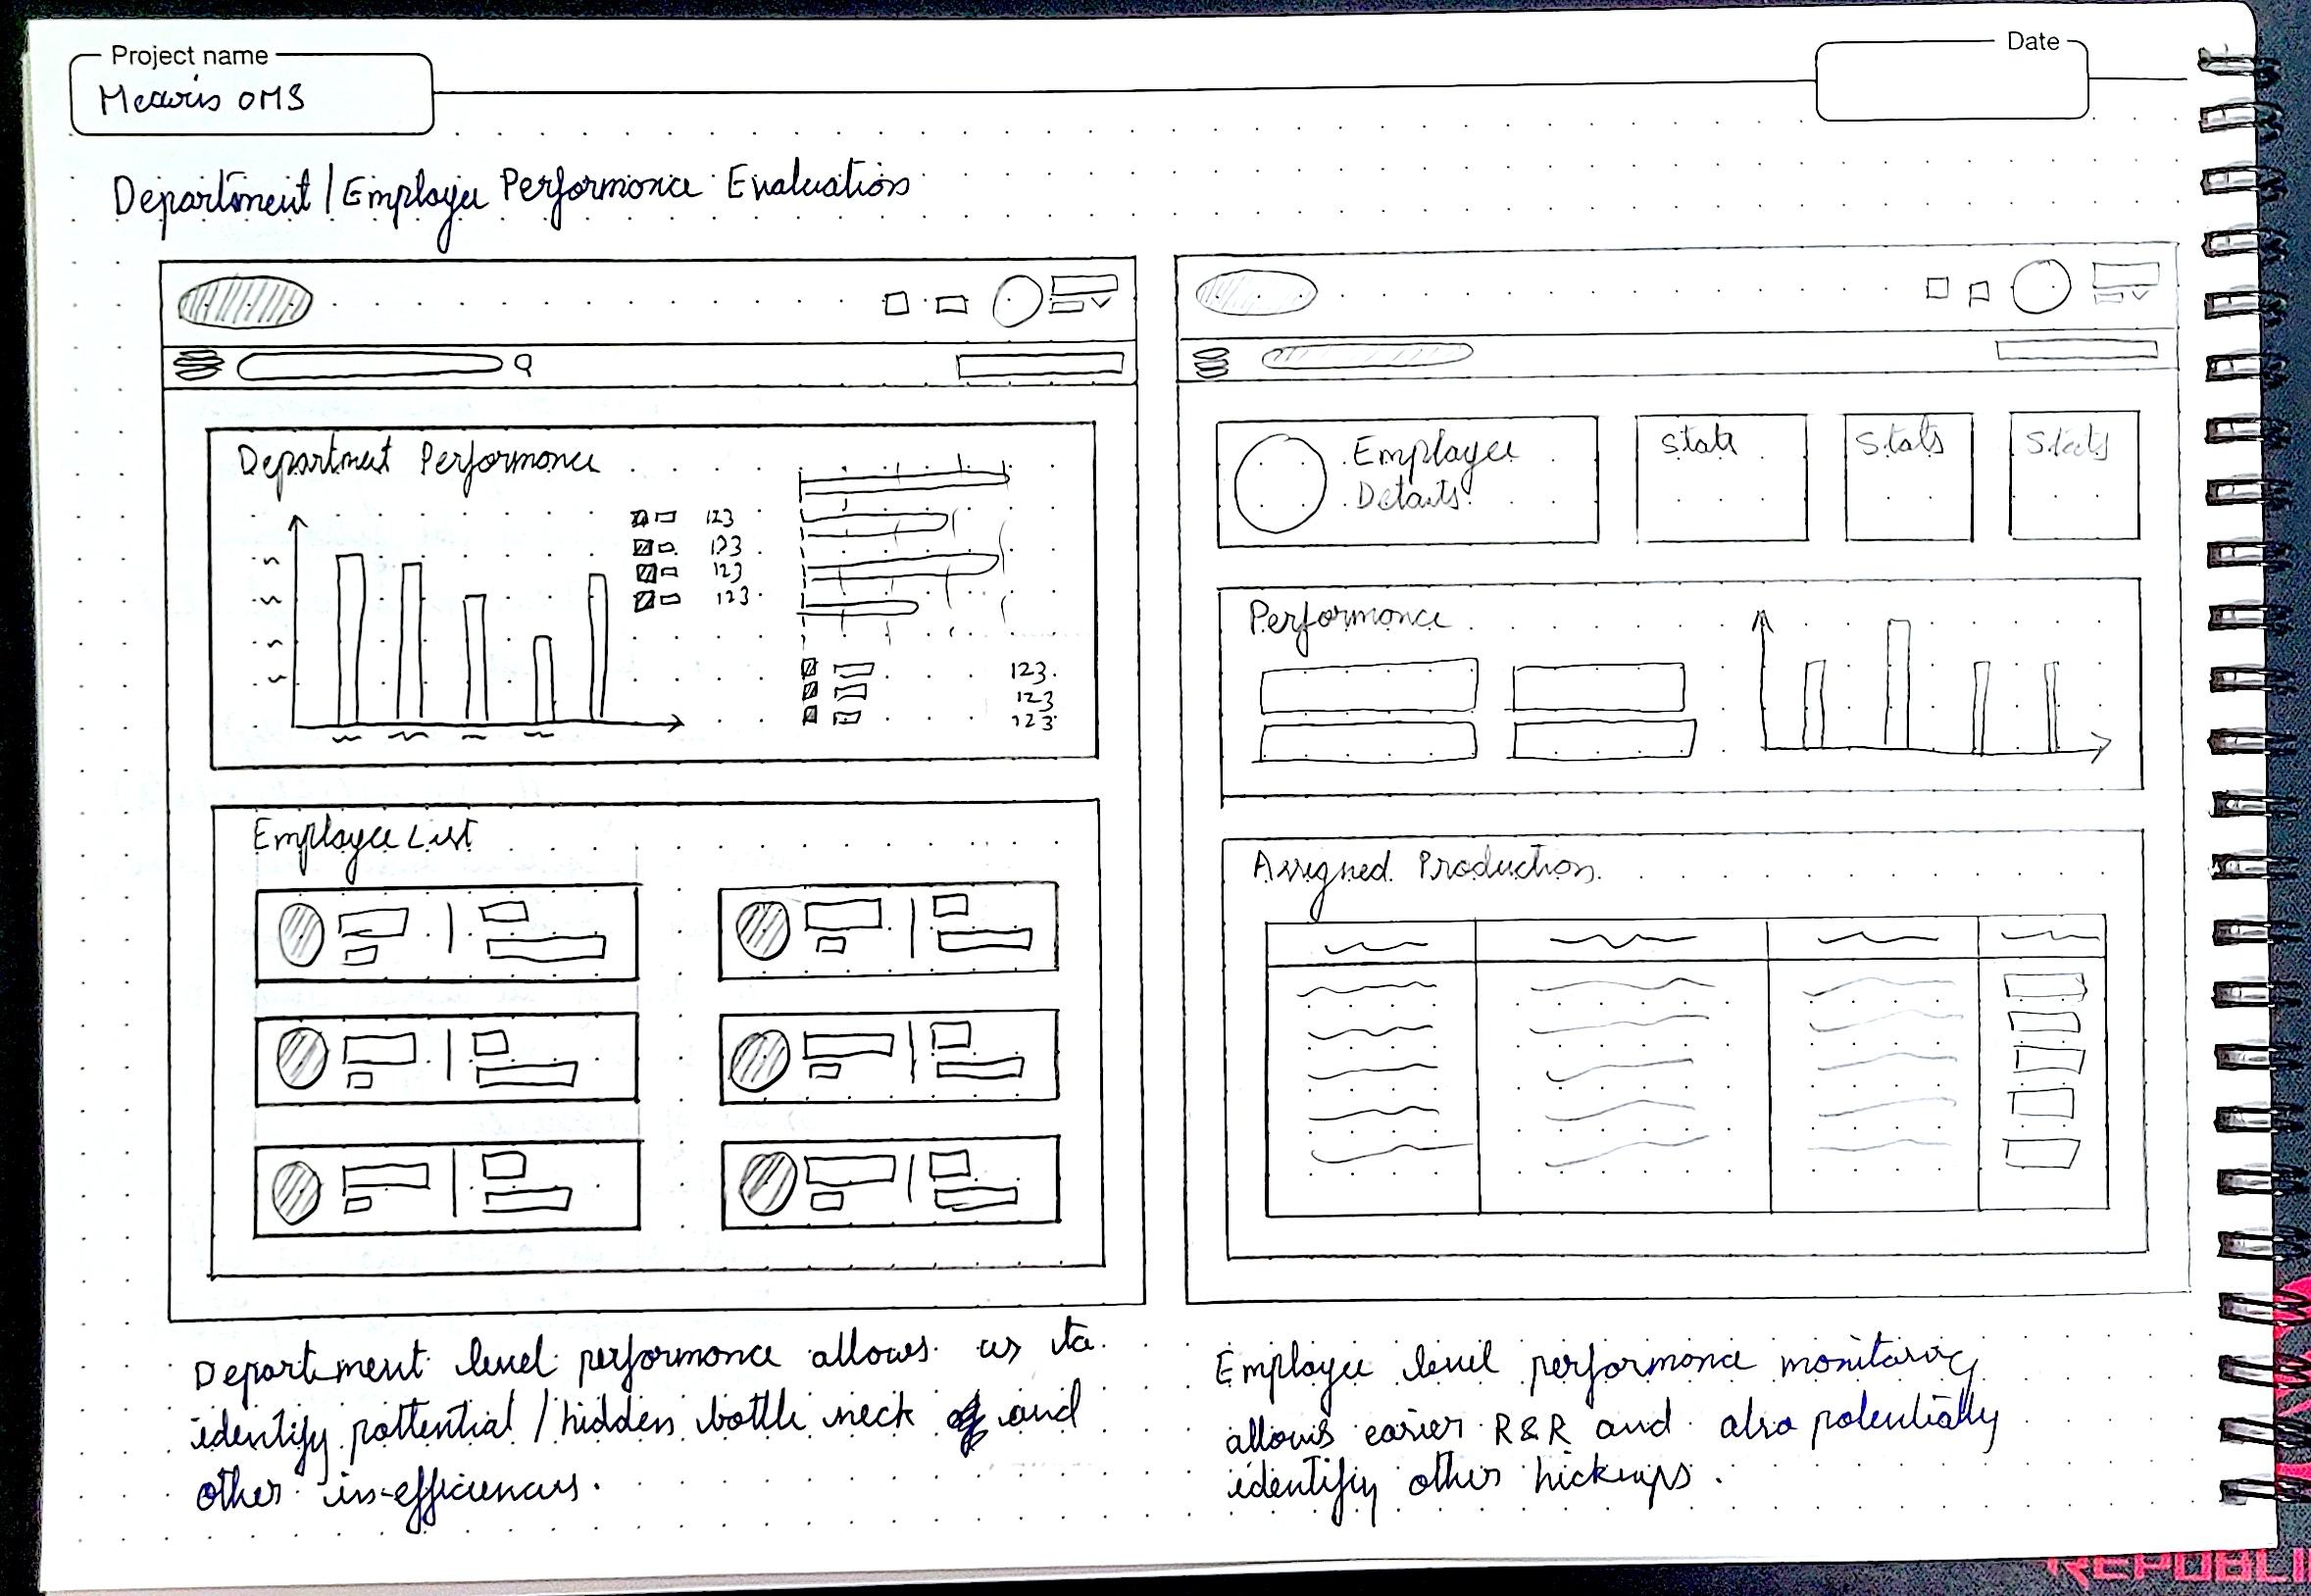 Project name
Date
Mearis OMS
Department / Employee Performance Evaluation
Department Performance
123
123
123
123
123
123
123
Employee List
Employee
Details
Stats
Stats
Stats
Performance
Assigned Production
Department level performance allows us to
identify pottential / hidden bottle neck and
other in-efficiencies.
Employee level performance monitoring
allows easier R&R and also potentially
identifiy other hickups.
REPUBLI